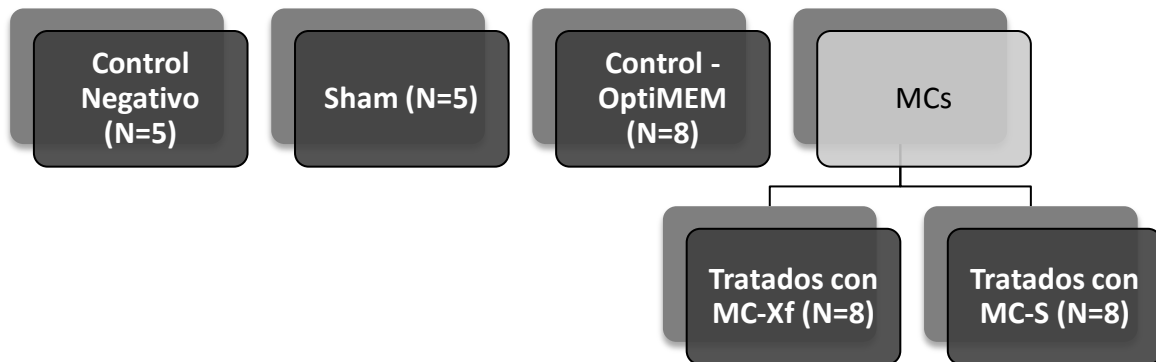 Control
Negativo
(N=5)
Sham (N=5)
Control -
OptiMEM
(N=8)
MCs
Tratados con
MC-Xf (N=8)
Tratados con
MC-S (N=8)